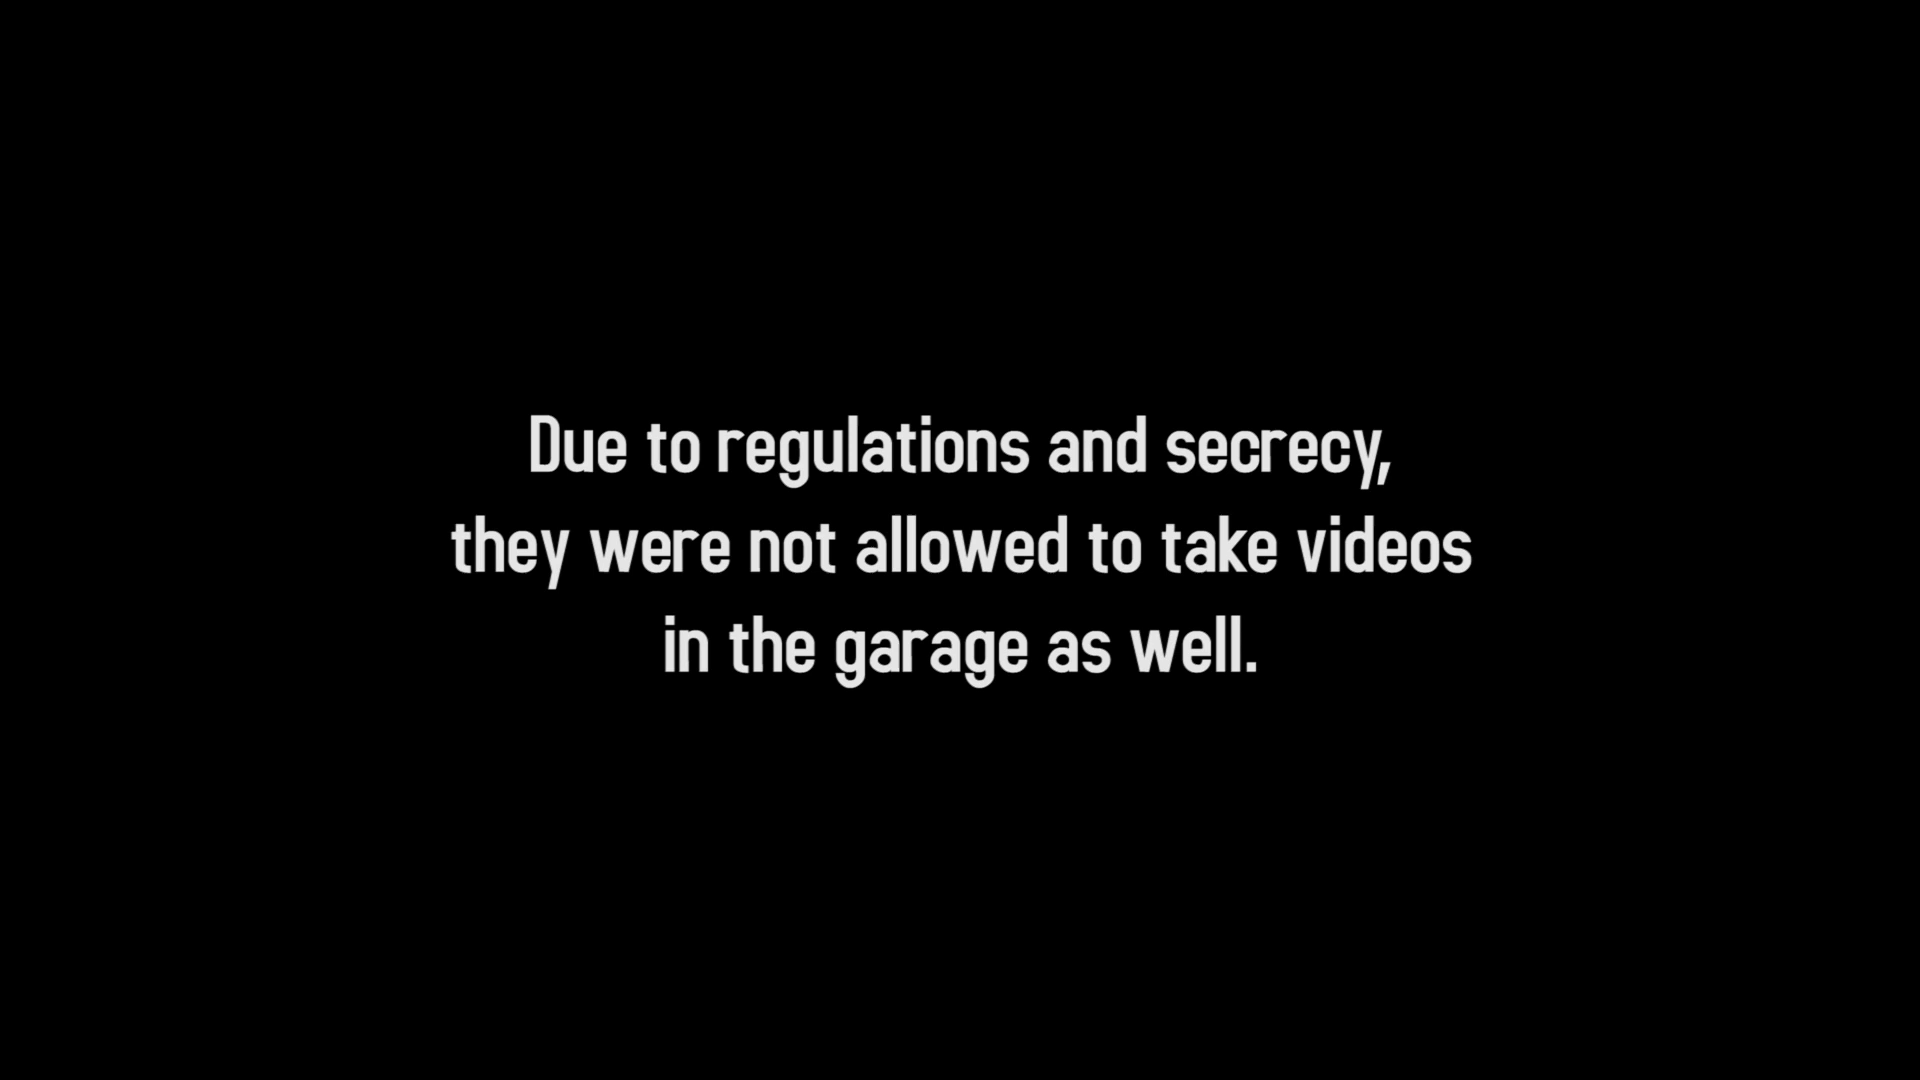 Due to regulations and secrecy,
they were not allowed to take videos
in the garage as well.